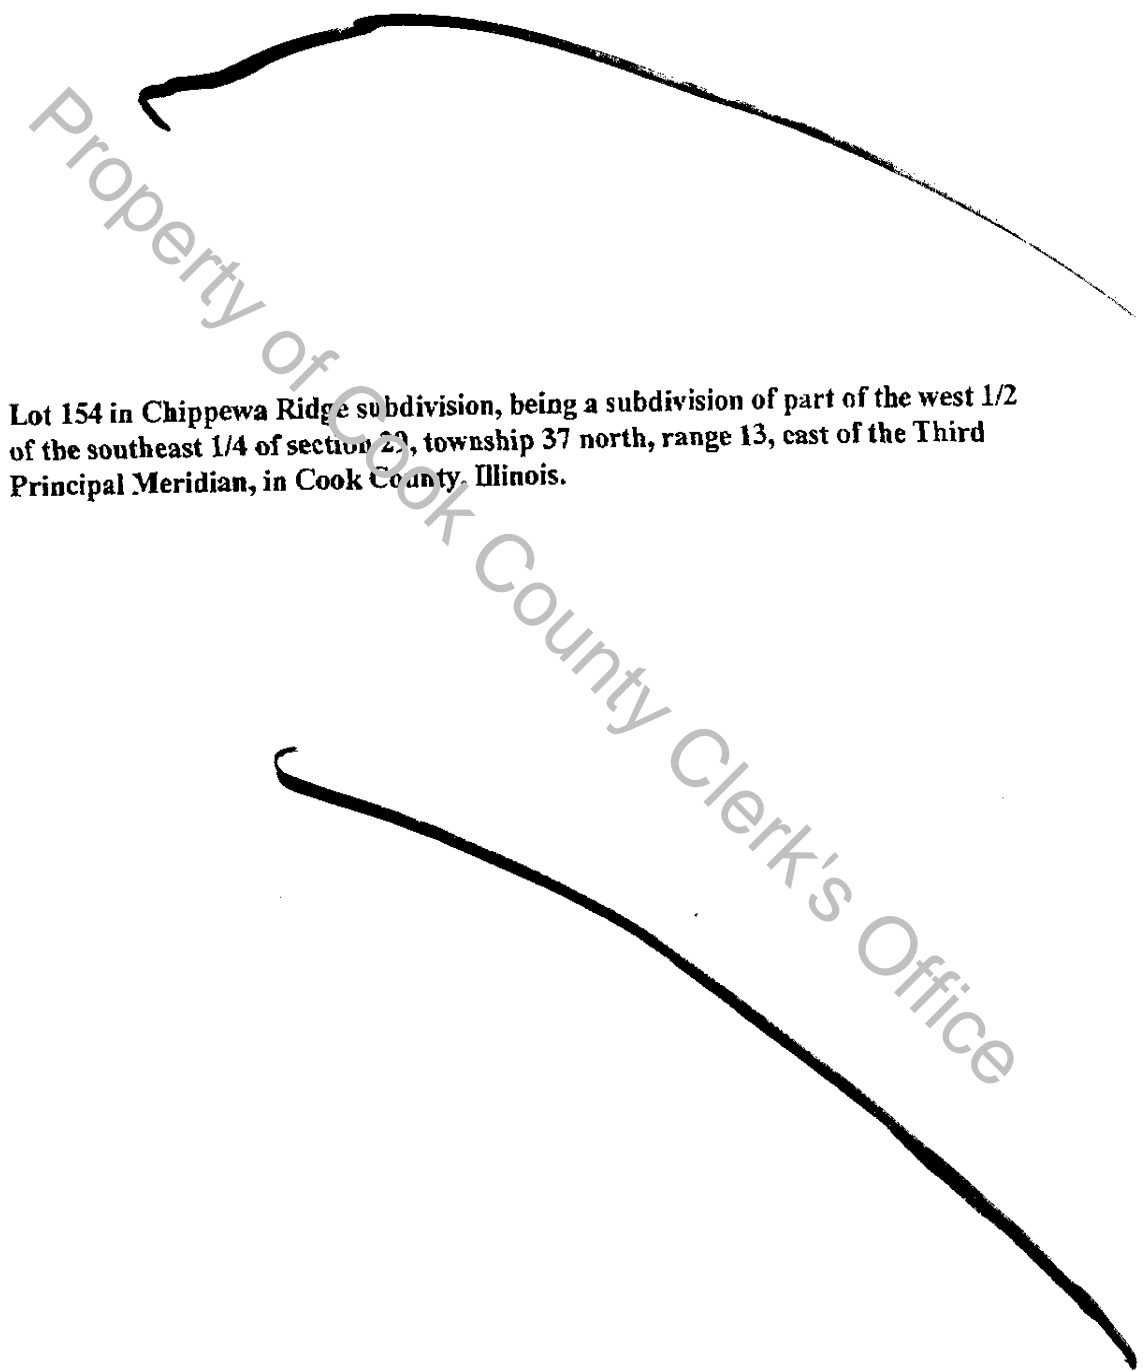 Lot 154 in Chippewa Ridge subdivision, being a subdivision of part of the west 1/2
of the southeast 1/4 of section 29, township 37 north, range 13, east of the Third
Principal Meridian, in Cook County, Illinois.
Property of Cook County Clerk's Office